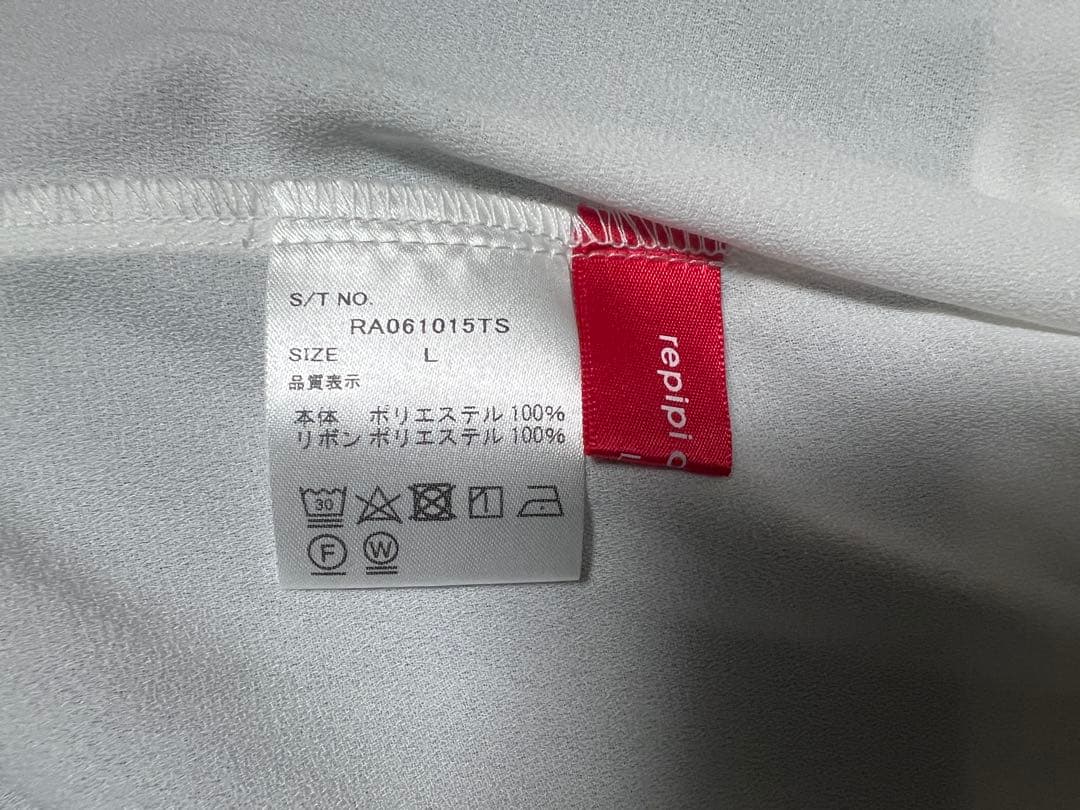 S/T NO.
RA061015TS
SIZE L
品質表示
本体 ポリエステル 100%
リボン ポリエステル 100%
30
F W
repipi